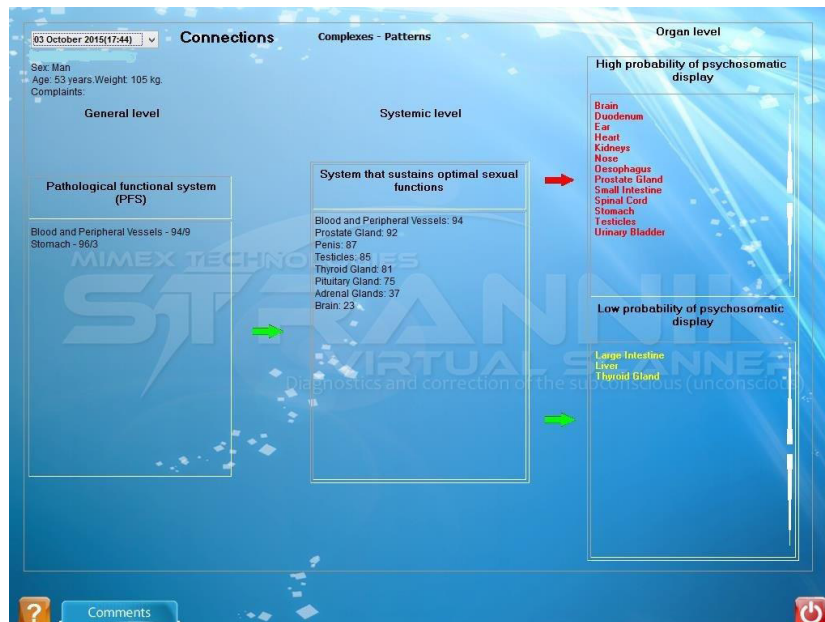 03 October 2015(17:44)
Connections
Complexes - Patterns
Organ level
Sex: Man
Age: 53 years.Weight: 105 kg.
Complaints:
General level
Systemic level
High probability of psychosomatic
display
Pathological functional system
(PFS)
Blood and Peripheral Vessels - 94/9
Stomach - 96/3
System that sustains optimal sexual
functions
Blood and Peripheral Vessels: 94
Prostate Gland: 92
Penis: 87
Testicles: 85
Thyroid Gland: 81
Pituitary Gland: 75
Adrenal Glands: 37
Brain: 23
Brain
Duodenum
Ear
Heart
Kidneys
Nose
Oesophagus
Prostate Gland
Small Intestine
Spinal Cord
Stomach
Testicles
Urinary Bladder
Low probability of psychosomatic
display
Large Intestine
Liver
Thyroid Gland
MIMEX TECHNOLOGIES
STRANNIK
VIRTUAL SCANNER
Diagnostics and correction of the subconscious (unconscious)
?
Comments